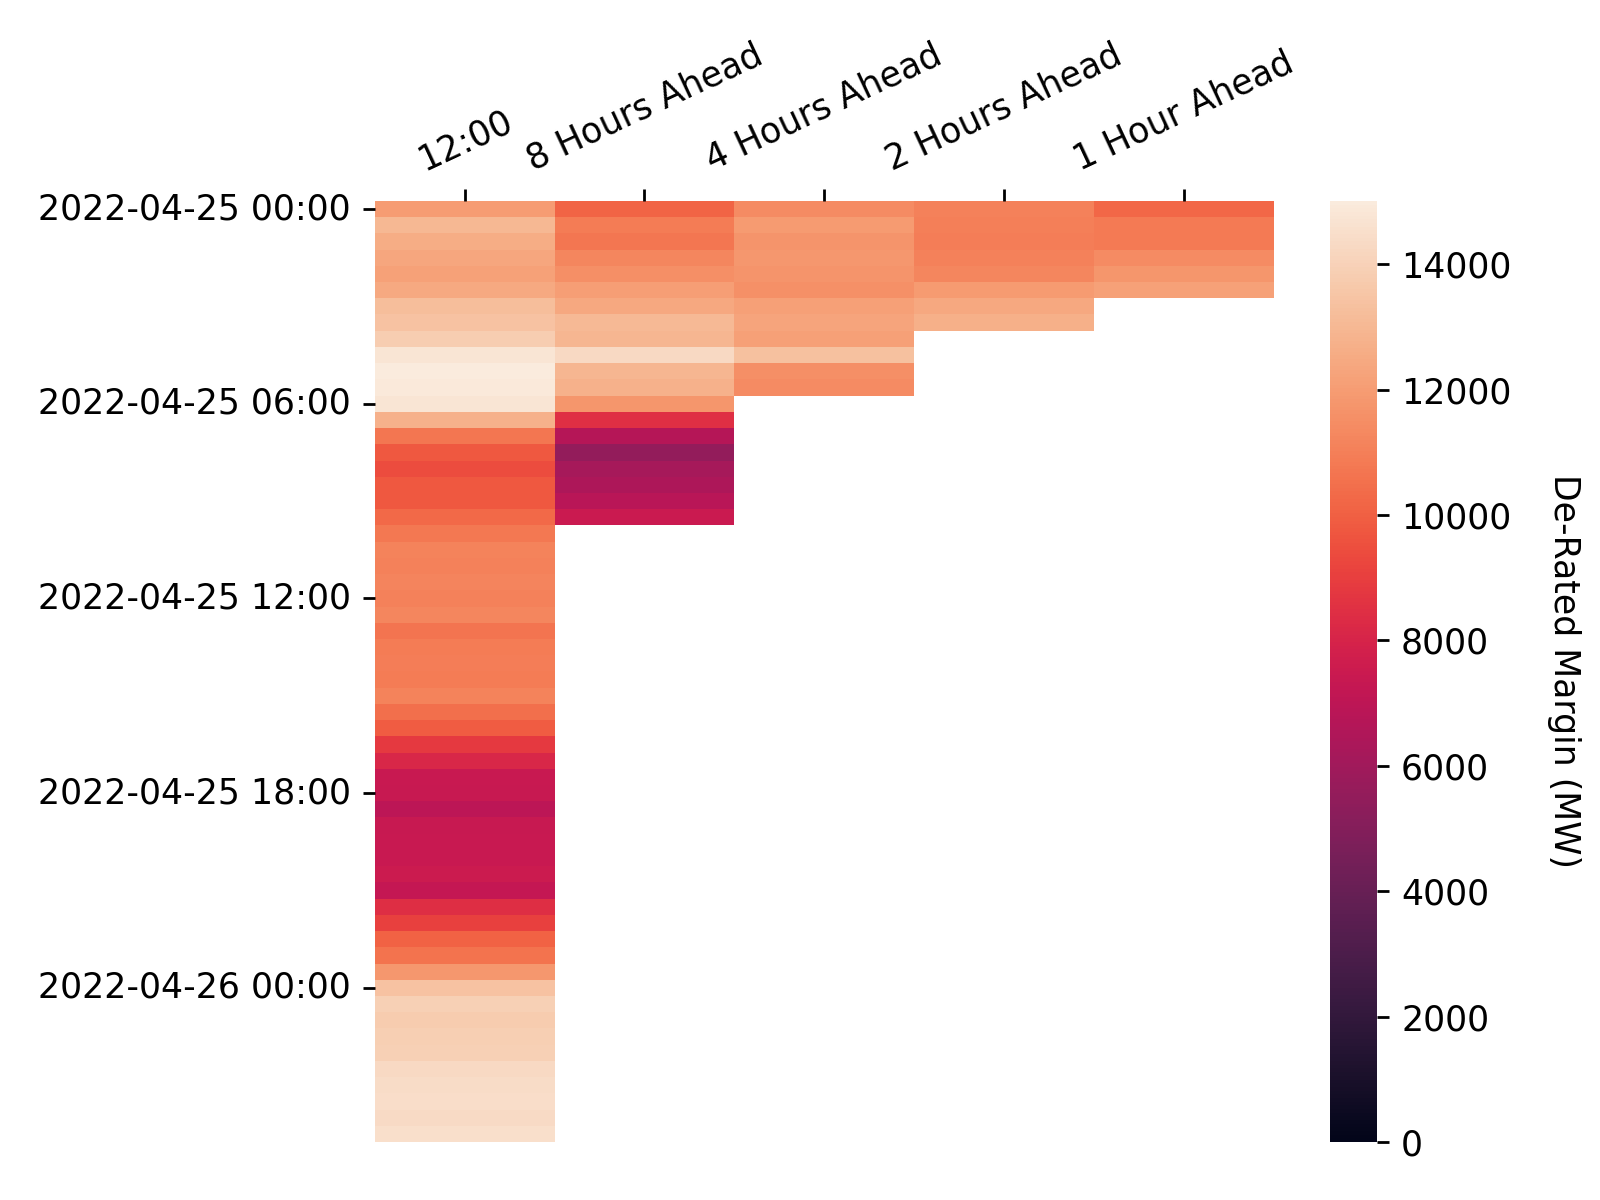 12:00
8 Hours Ahead
4 Hours Ahead
2 Hours Ahead
1 Hour Ahead
2022-04-25 00:00
2022-04-25 06:00
2022-04-25 12:00
2022-04-25 18:00
2022-04-26 00:00
14000
12000
10000
8000
6000
4000
2000
0
De-Rated Margin (MW)